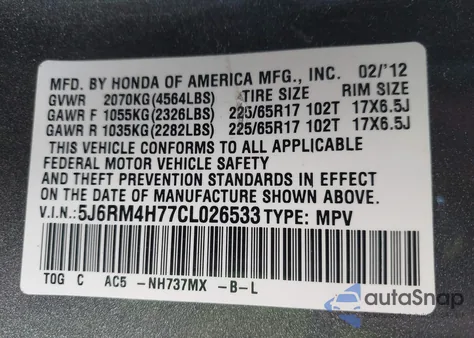 MFD. BY HONDA OF AMERICA MFG., INC. 02/'12
GVWR 2070KG(4564LBS) TIRE SIZE RIM SIZE
GAWR F 1055KG(2326LBS) 225/65R17 102T 17X6.5J
GAWR R 1035KG(2282LBS) 225/65R17 102T 17X6.5J
THIS VEHICLE CONFORMS TO ALL APPLICABLE
FEDERAL MOTOR VEHICLE SAFETY
AND THEFT PREVENTION STANDARDS IN EFFECT
ON THE DATE OF MANUFACTURE SHOWN ABOVE.
V.I.N.:5J6RM4H77CL026533 TYPE: MPV
TOG C AC5 -NH737MX -B-L
autoSnap